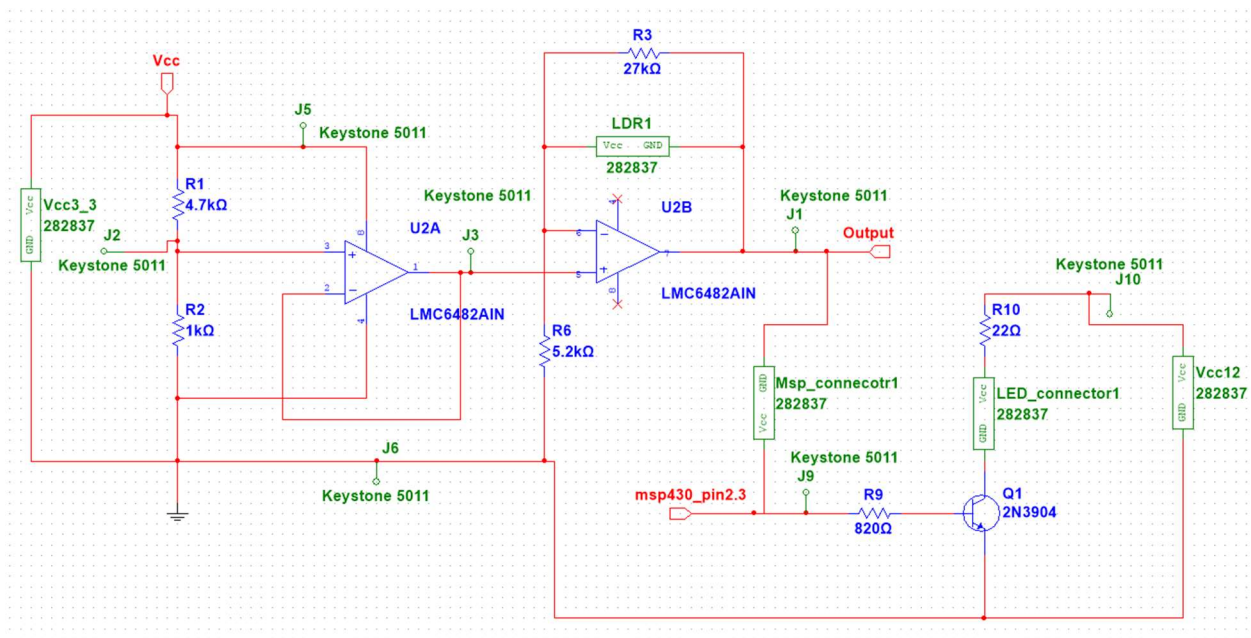 Vcc
J5
Keystone 5011
R1
4.7kΩ
Vcc3_3
282837
Vcc
GND
J2
Keystone 5011
R2
1kΩ
3
2
8
4
1
U2A
LMC6482AIN
Keystone 5011
J3
J6
Keystone 5011
R3
27kΩ
LDR1
Vcc GND
282837
U2B
LMC6482AIN
4
6
5
8
7
R6
5.2kΩ
Keystone 5011
J1
Output
Msp_connecotr1
282837
GND
Vcc
Keystone 5011
J9
msp430_pin2.3
R9
820Ω
Q1
2N3904
R10
22Ω
LED_connector1
282837
Vcc
GND
Keystone 5011
J10
Vcc12
282837
Vcc
GND